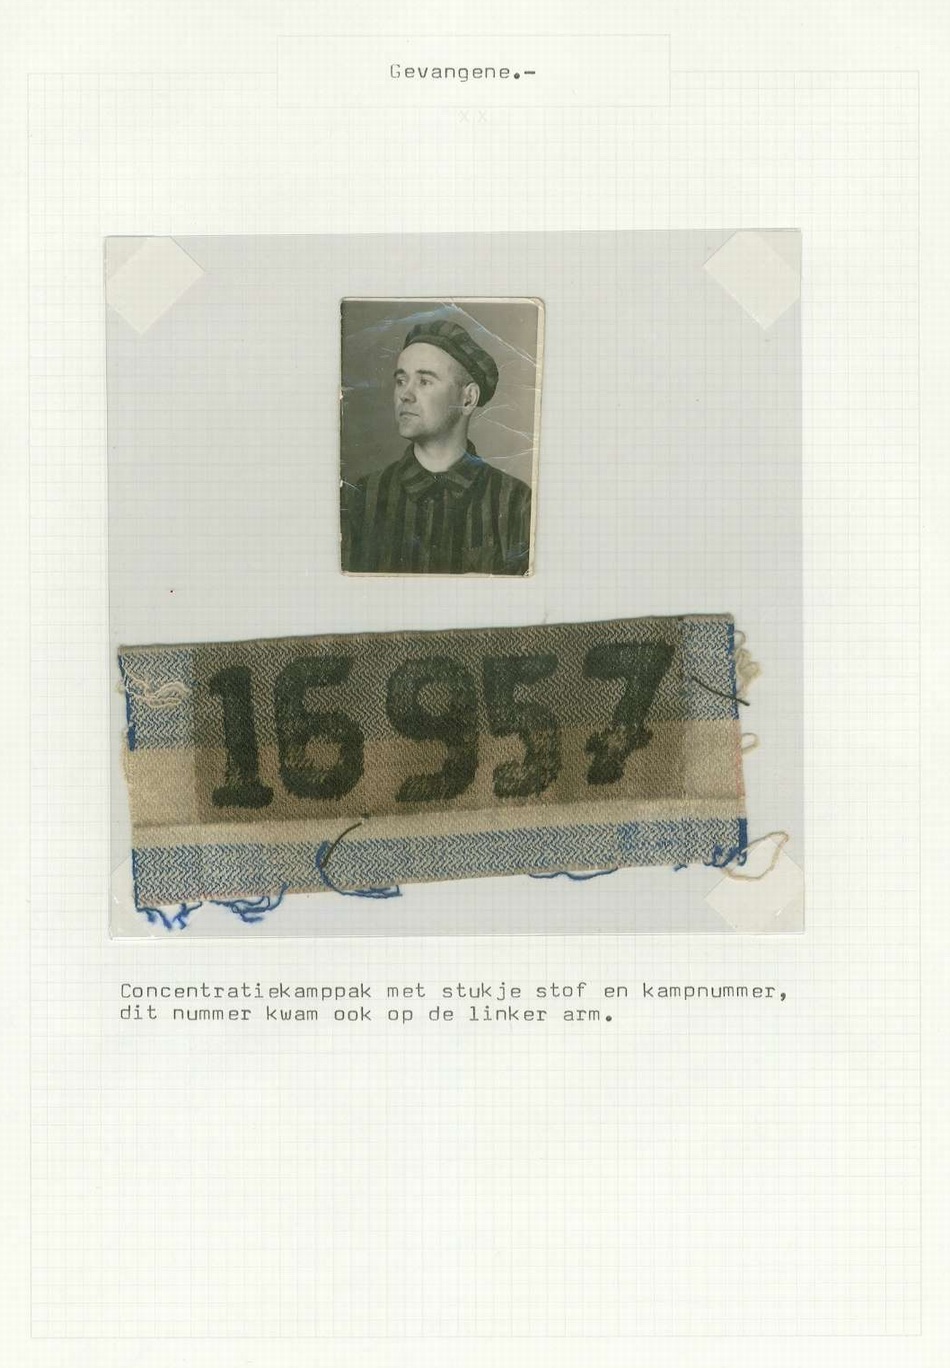 Gevangene.-
x x
16957
Concentratiekamppak met stukje stof en kampnummer,
dit nummer kwam ook op de linker arm.